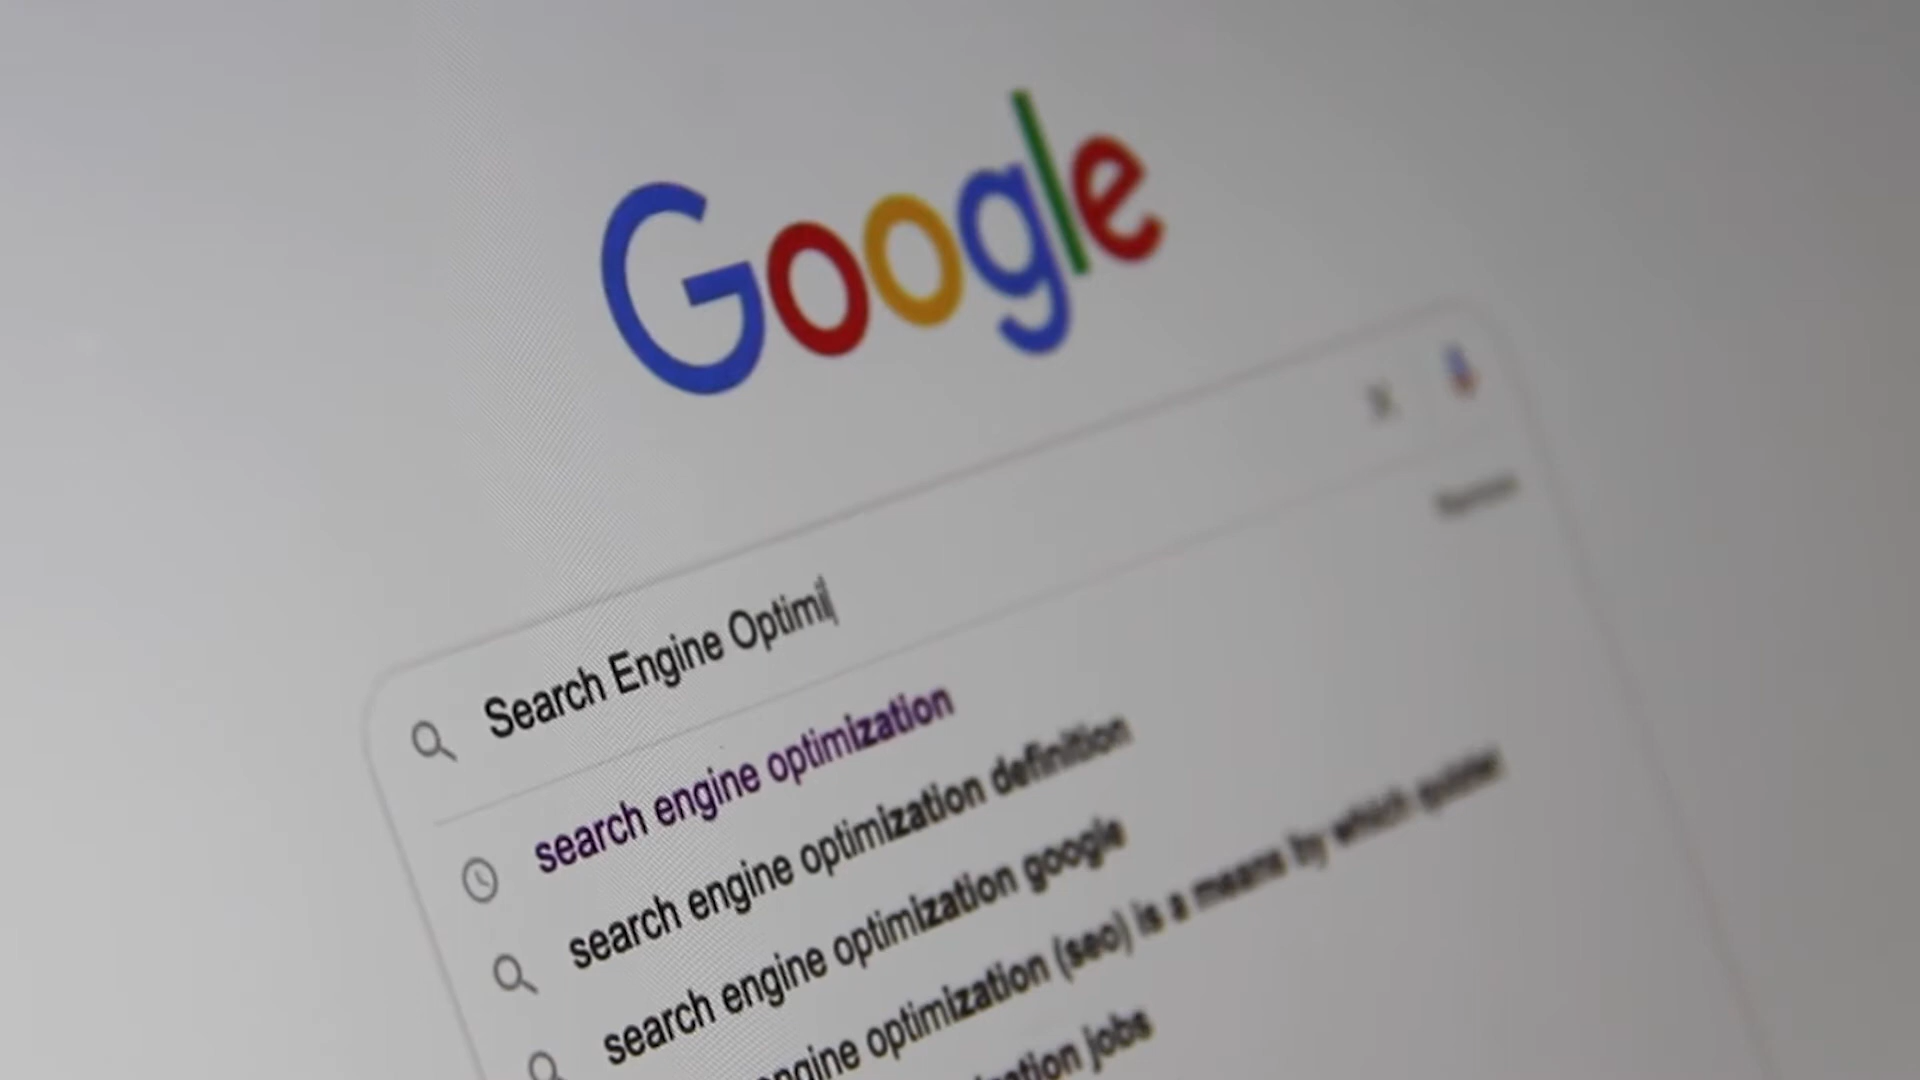 Google
Search Engine Optimi
Remove
search engine optimization
search engine optimization definition
search engine optimization google
engine optimization (seo) is a means by which
jobs